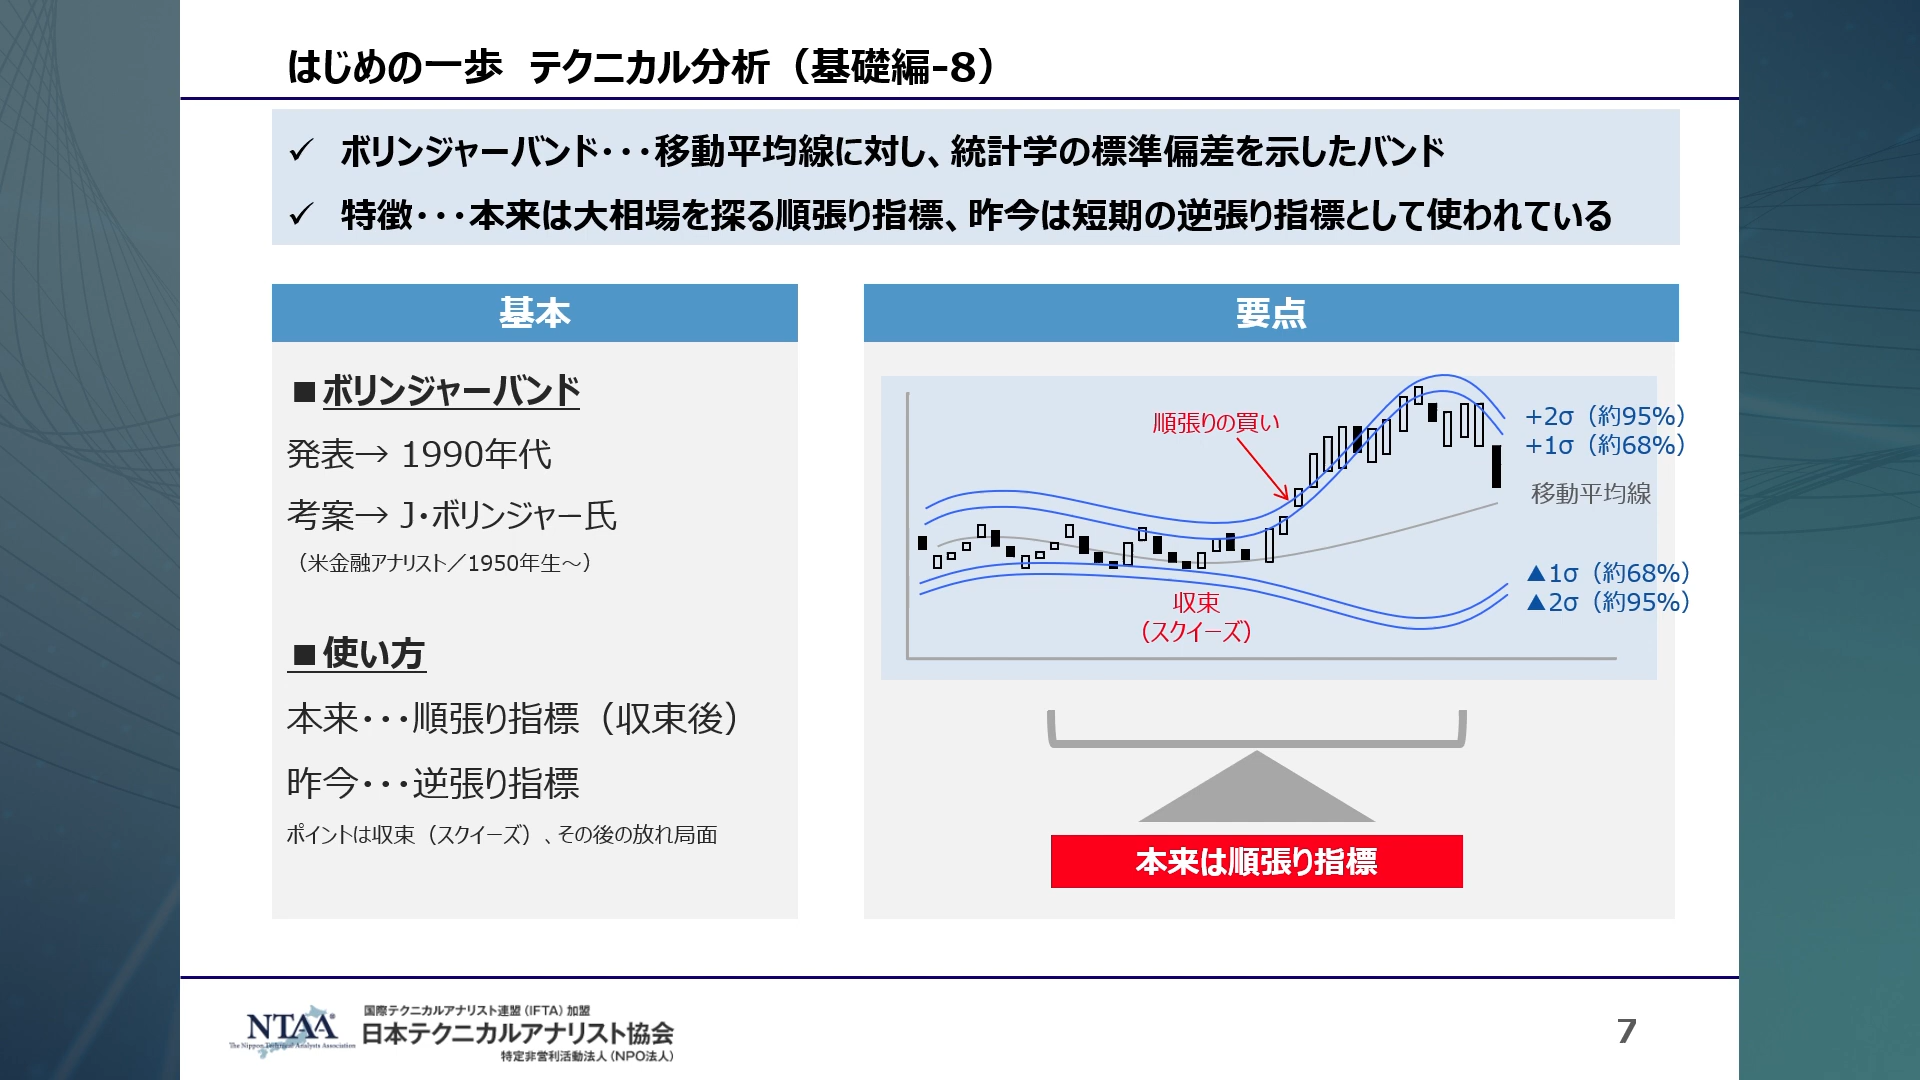 はじめの一歩　テクニカル分析（基礎編-8）
✓ ボリンジャーバンド・・・移動平均線に対し、統計学の標準偏差を示したバンド
✓ 特徴・・・本来は大相場を探る順張り指標、昨今は短期の逆張り指標として使われている
基本
■ボリンジャーバンド
発表→ 1990年代
考案→ J・ボリンジャー氏
（米金融アナリスト／1950年生～）
■使い方
本来・・・順張り指標（収束後）
昨今・・・逆張り指標
ポイントは収束（スクイーズ）、その後の放れ局面
要点
順張りの買い
+2σ（約95%）
+1σ（約68%）
移動平均線
▲1σ（約68%）
▲2σ（約95%）
収束
（スクイーズ）
本来は順張り指標
NTAA
The Nippon Technical Analysts Association
国際テクニカルアナリスト連盟（IFTA）加盟
日本テクニカルアナリスト協会
特定非営利活動法人（NPO法人）
7